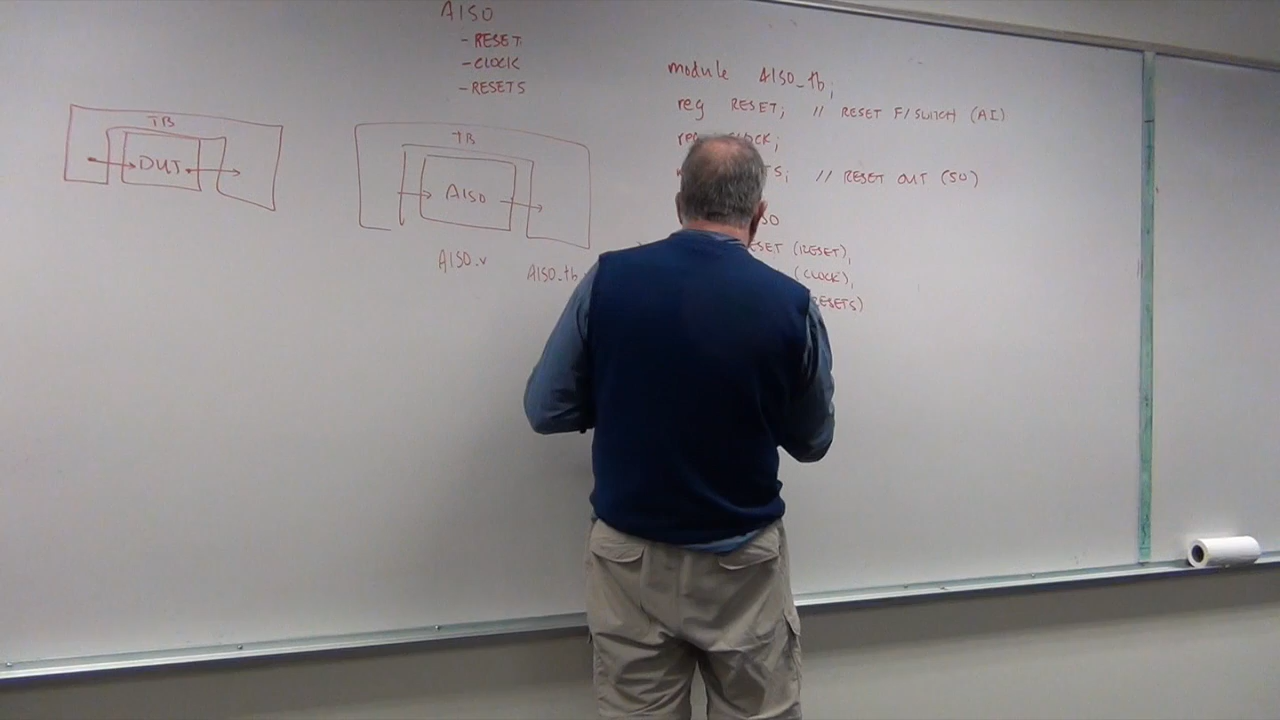 AISO
- RESET
- CLOCK
- RESETS
TB
DUT
TB
AISO
AISO.v
AISO_tb
module AISO_tb;
reg RESET; // RESET F/SWITCH (AI)
// RESET OUT (SO)
(RESET),
(CLOCK),